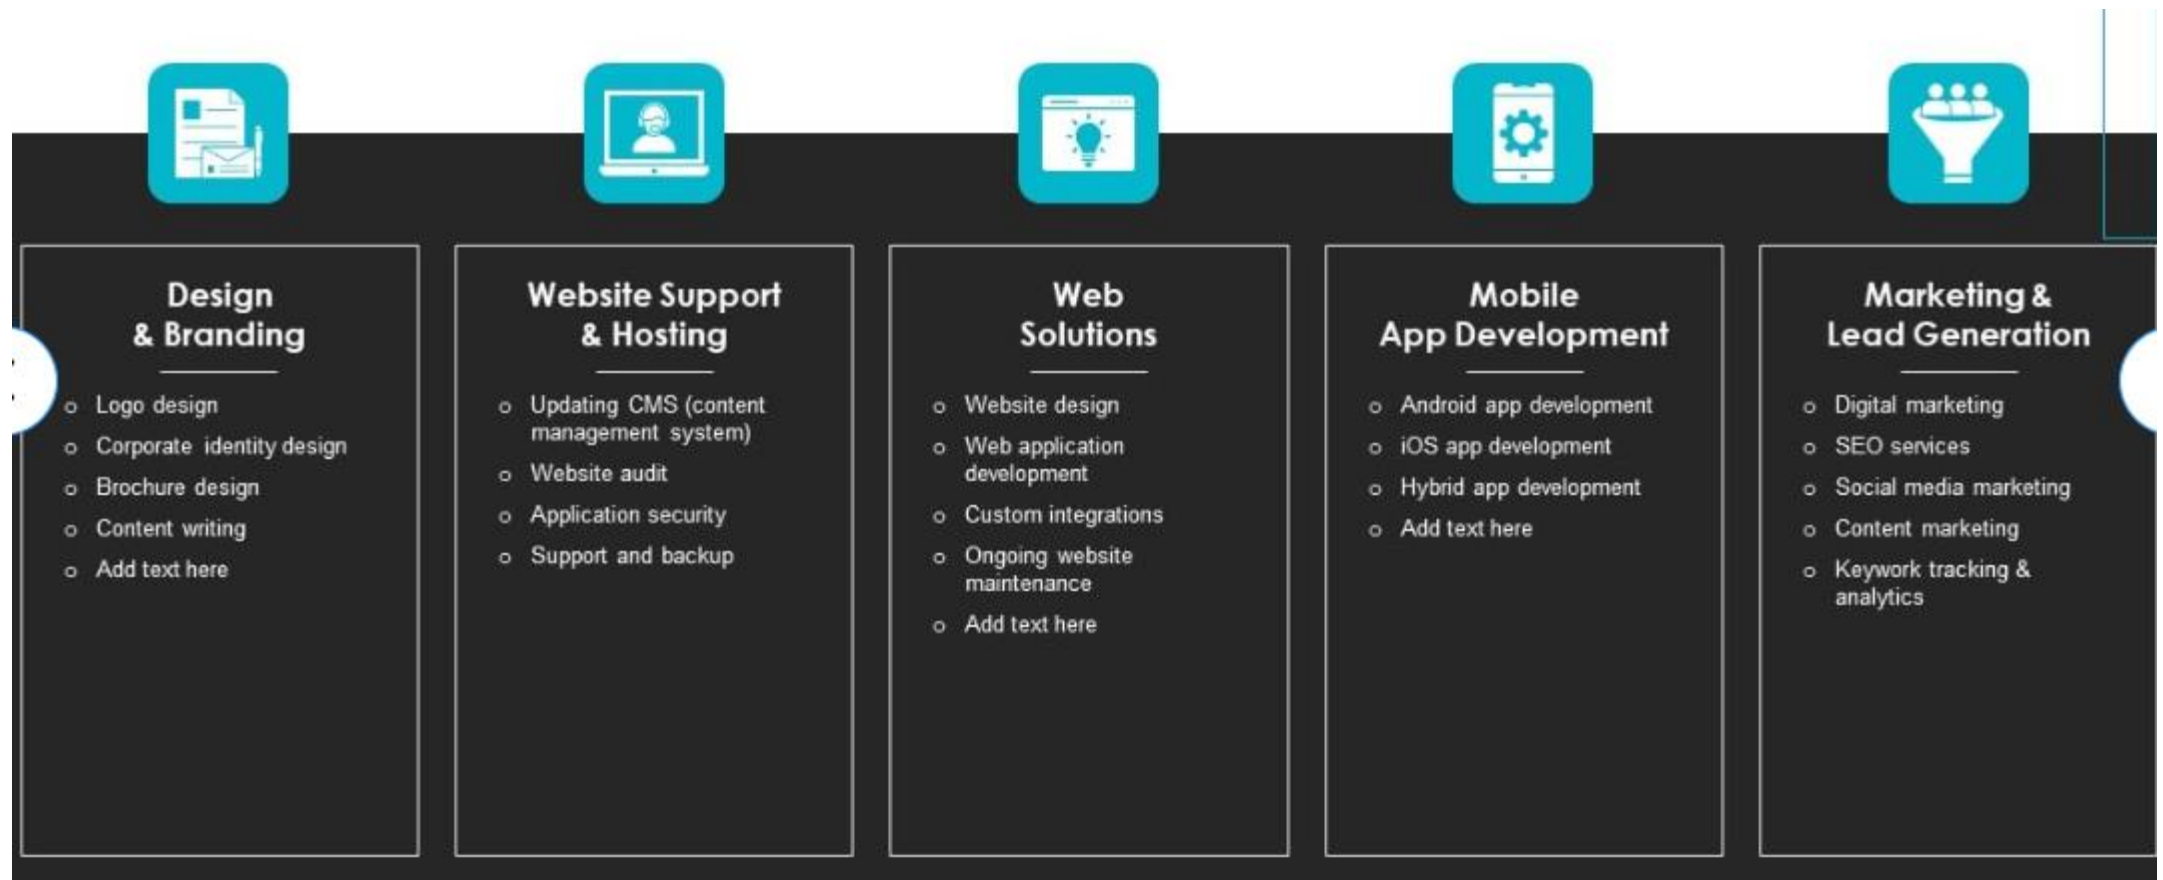 Design
& Branding
o Logo design
o Corporate identity design
o Brochure design
o Content writing
o Add text here
Website Support
& Hosting
o Updating CMS (content
management system)
o Website audit
o Application security
o Support and backup
Web
Solutions
o Website design
o Web application
development
o Custom integrations
o Ongoing website
maintenance
o Add text here
Mobile
App Development
o Android app development
o iOS app development
o Hybrid app development
o Add text here
Marketing &
Lead Generation
o Digital marketing
o SEO services
o Social media marketing
o Content marketing
o Keywork tracking &
analytics